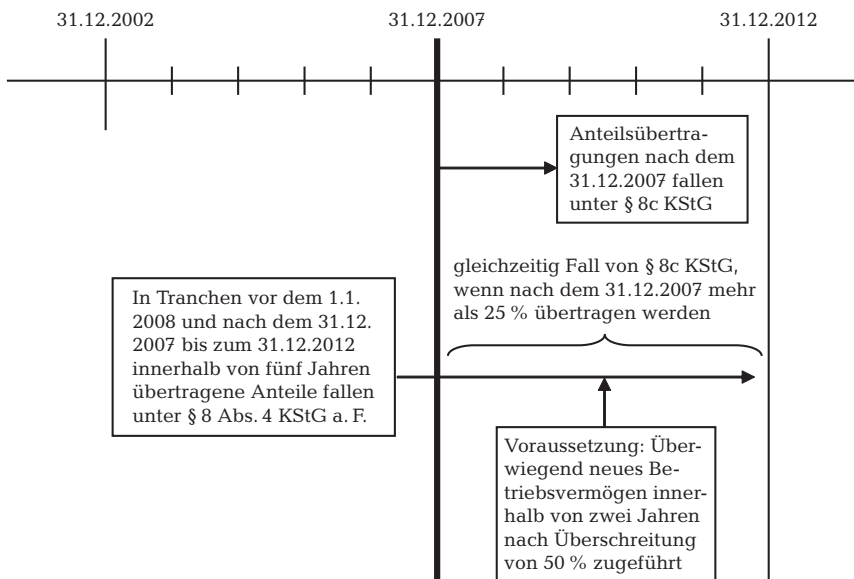 31.12.2002 31.12.2007 31.12.2012
Anteilsübertra-
gungen nach dem
31.12.2007 fallen
unter § 8c KStG
gleichzeitig Fall von § 8c KStG,
wenn nach dem 31.12.2007 mehr
als 25 % übertragen werden
In Tranchen vor dem 1.1.
2008 und nach dem 31.12.
2007 bis zum 31.12.2012
innerhalb von fünf Jahren
übertragene Anteile fallen
unter § 8 Abs. 4 KStG a. F.
Voraussetzung: Über-
wiegend neues Be-
triebsvermögen inner-
halb von zwei Jahren
nach Überschreitung
von 50 % zugeführt